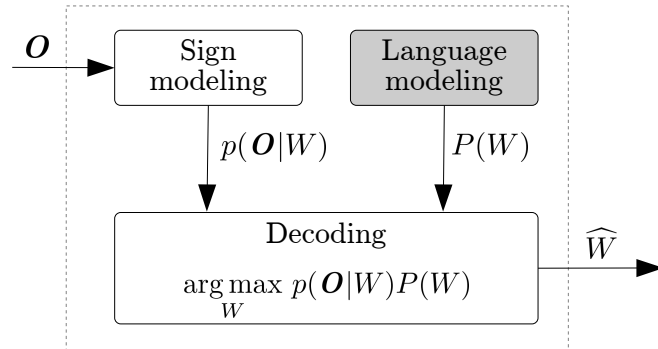 O
Sign
modeling
Language
modeling
p(O|W)
P(W)
Decoding
arg max p(O|W)P(W)
W
Ŵ